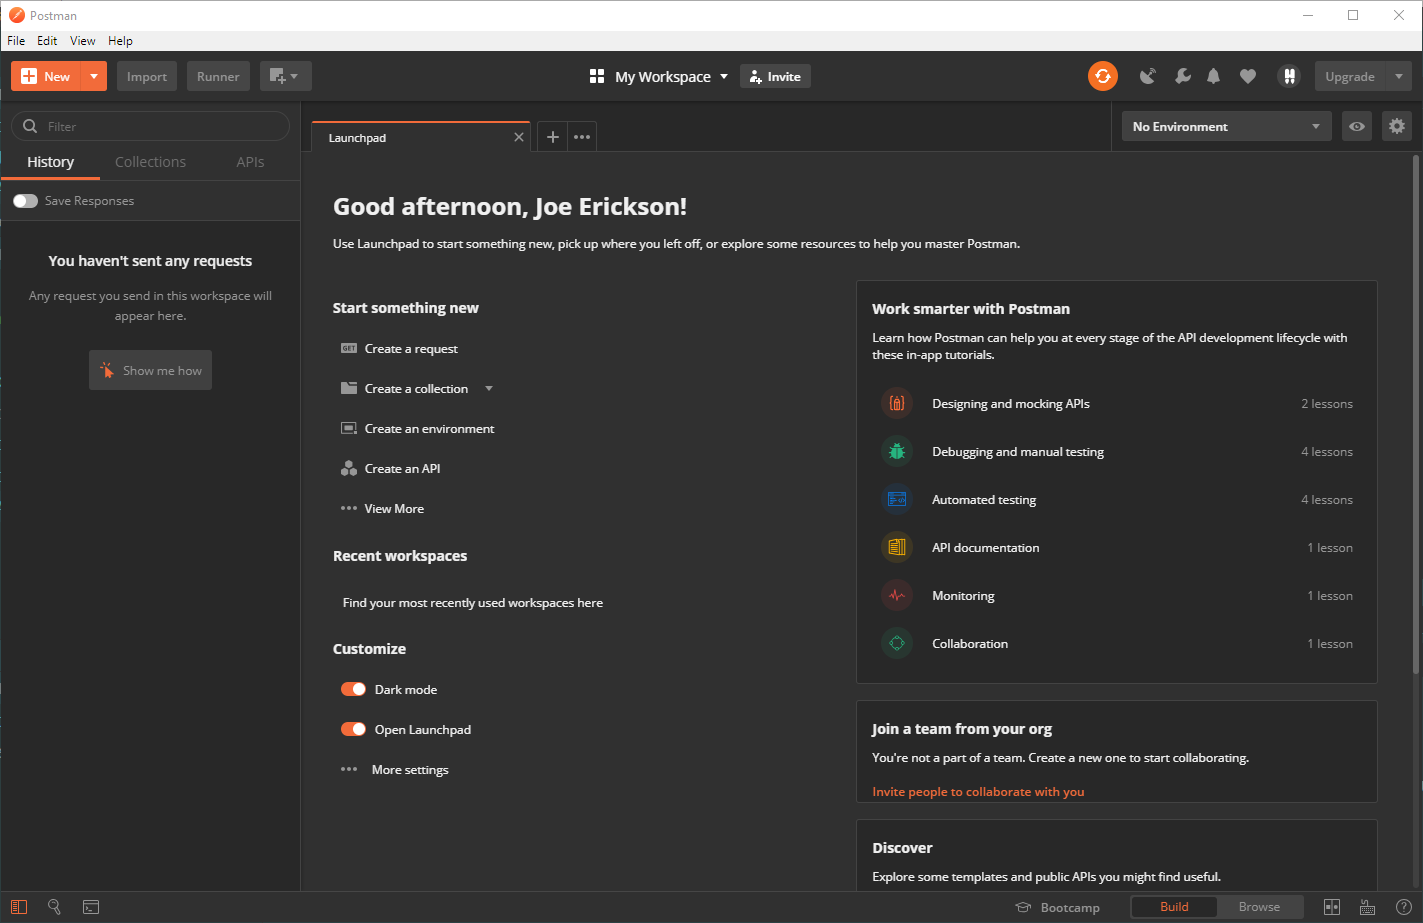 Postman
File Edit View Help
New
Import
Runner
My Workspace
Invite
Upgrade
Filter
History
Collections
APIs
Save Responses
You haven't sent any requests
Any request you send in this workspace will
appear here.
Show me how
Launchpad
No Environment
Good afternoon, Joe Erickson!
Use Launchpad to start something new, pick up where you left off, or explore some resources to help you master Postman.
Start something new
GET Create a request
Create a collection
Create an environment
Create an API
View More
Recent workspaces
Find your most recently used workspaces here
Customize
Dark mode
Open Launchpad
More settings
Work smarter with Postman
Learn how Postman can help you at every stage of the API development lifecycle with
these in-app tutorials.
Designing and mocking APIs 2 lessons
Debugging and manual testing 4 lessons
Automated testing 4 lessons
API documentation 1 lesson
Monitoring 1 lesson
Collaboration 1 lesson
Join a team from your org
You're not a part of a team. Create a new one to start collaborating.
Invite people to collaborate with you
Discover
Explore some templates and public APIs you might find useful.
Bootcamp
Build
Browse